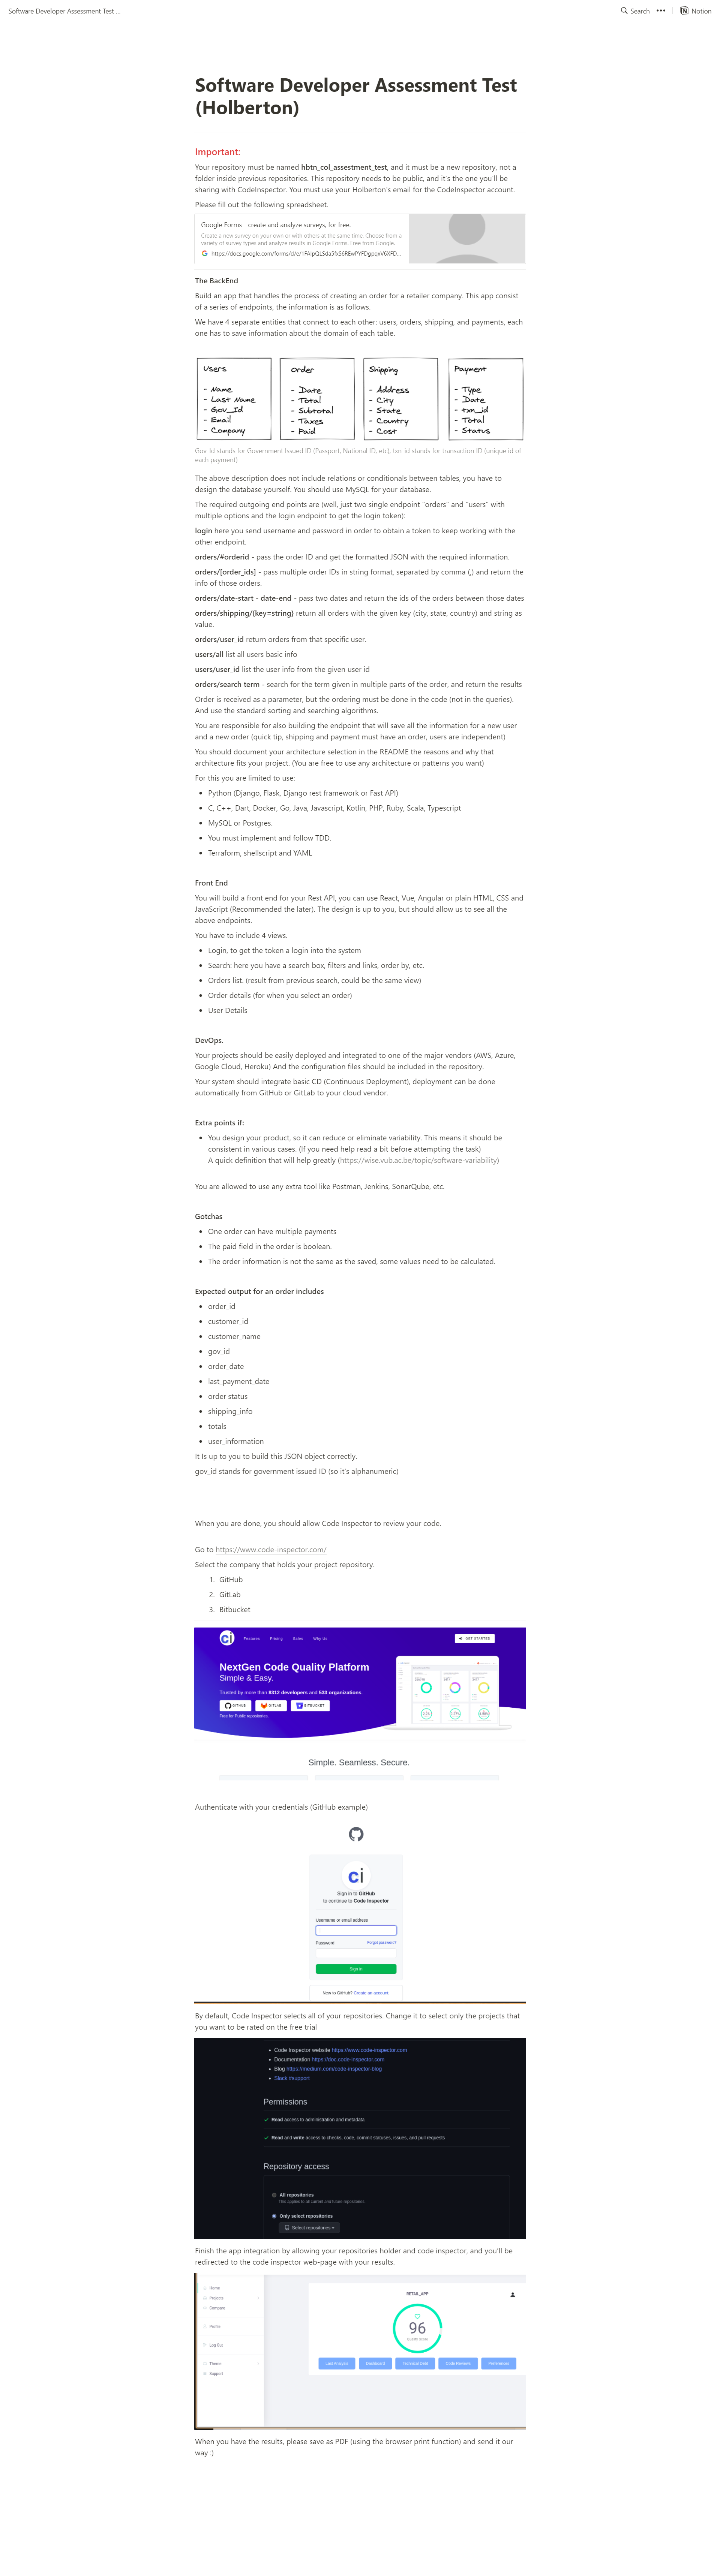 Software Developer Assessment Test ...
Search
Notion
Software Developer Assessment Test
(Holberton)
Important:
Your repository must be named hbtn_col_assestment_test, and it must be a new repository, not a
folder inside previous repositories. This repository needs to be public, and it's the one you'll be
sharing with CodeInspector. You must use your Holberton's email for the CodeInspector account.
Please fill out the following spreadsheet.
Google Forms - create and analyze surveys, for free.
Create a new survey on your own or with others at the same time. Choose from a
variety of survey types and analyze results in Google Forms. Free from Google.
The BackEnd
Build an app that handles the process of creating an order for a retailer company. This app consist
of a series of endpoints, the information is as follows.
We have 4 separate entities that connect to each other: users, orders, shipping, and payments, each
one has to save information about the domain of each table.
Users
- Name
- Last Name
- Gov_Id
- Email
- Company
Order
- Date
- Total
- Subtotal
- Taxes
- Paid
Shipping
- Address
- City
- State
- Country
- Cost
Payment
- Type
- Date
- txn_id
- Total
- Status
Gov_Id stands for Government Issued ID (Passport, National ID, etc), txn_id stands for transaction ID (unique id of
each payment)
The above description does not include relations or conditionals between tables, you have to
design the database yourself. You should use MySQL for your database.
The required outgoing end points are (well, just two single endpoint "orders" and "users" with
multiple options and the login endpoint to get the login token):
login here you send username and password in order to obtain a token to keep working with the
other endpoint.
orders/#orderid - pass the order ID and get the formatted JSON with the required information.
orders/[order_ids] - pass multiple order IDs in string format, separated by comma (,) and return the
info of those orders.
orders/date-start - date-end - pass two dates and return the ids of the orders between those dates
orders/shipping/{key=string} return all orders with the given key (city, state, country) and string as
value.
orders/user_id return orders from that specific user.
users/all list all users basic info
users/user_id list the user info from the given user id
orders/search term - search for the term given in multiple parts of the order, and return the results
Order is received as a parameter, but the ordering must be done in the code (not in the queries).
And use the standard sorting and searching algorithms.
You are responsible for also building the endpoint that will save all the information for a new user
and a new order (quick tip, shipping and payment must have an order, users are independent)
You should document your architecture selection in the README the reasons and why that
architecture fits your project. (You are free to use any architecture or patterns you want)
For this you are limited to use:
• Python (Django, Flask, Django rest framework or Fast API)
• C, C++, Dart, Docker, Go, Java, Javascript, Kotlin, PHP, Ruby, Scala, Typescript
• MySQL or Postgres.
• You must implement and follow TDD.
• Terraform, shellscript and YAML
Front End
You will build a front end for your Rest API, you can use React, Vue, Angular or plain HTML, CSS and
JavaScript (Recommended the later). The design is up to you, but should allow us to see all the
above endpoints.
You have to include 4 views.
• Login, to get the token a login into the system
• Search: here you have a search box, filters and links, order by, etc.
• Orders list. (result from previous search, could be the same view)
• Order details (for when you select an order)
• User Details
DevOps.
Your projects should be easily deployed and integrated to one of the major vendors (AWS, Azure,
Google Cloud, Heroku) And the configuration files should be included in the repository.
Your system should integrate basic CD (Continuous Deployment), deployment can be done
automatically from GitHub or GitLab to your cloud vendor.
Extra points if:
• You design your product, so it can reduce or eliminate variability. This means it should be
consistent in various cases. (If you need help read a bit before attempting the task)
A quick definition that will help greatly (https://wise.vub.ac.be/topic/software-variability)
You are allowed to use any extra tool like Postman, Jenkins, SonarQube, etc.
Gotchas
• One order can have multiple payments
• The paid field in the order is boolean.
• The order information is not the same as the saved, some values need to be calculated.
Expected output for an order includes
• order_id
• customer_id
• customer_name
• gov_id
• order_date
• last_payment_date
• order status
• shipping_info
• totals
• user_information
It Is up to you to build this JSON object correctly.
gov_id stands for government issued ID (so it's alphanumeric)
When you are done, you should allow Code Inspector to review your code.
Go to https://www.code-inspector.com/
Select the company that holds your project repository.
1. GitHub
2. GitLab
3. Bitbucket
ci
Features
Pricing
Sales
Why us
GET STARTED
NextGen Code Quality Platform
Simple & Easy.
Trusted by more than 8312 developers and 533 organizations.
GITHUB
GITLAB
BITBUCKET
Free for Public repositories.
Simple. Seamless. Secure.
Authenticate with your credentials (GitHub example)
ci
Sign in to GitHub
to continue to Code Inspector
Username or email address
Password
Forgot password?
Sign in
New to GitHub? Create an account.
By default, Code Inspector selects all of your repositories. Change it to select only the projects that
you want to be rated on the free trial
• Code Inspector website https://www.code-inspector.com
• Documentation https://doc.code-inspector.com
• Blog https://medium.com/code-inspector-blog
• Slack #support
Permissions
Read access to administration and metadata
Read and write access to checks, code, commit statuses, issues, and pull requests
Repository access
All repositories
This applies to all current and future repositories.
Only select repositories
Select repositories
Finish the app integration by allowing your repositories holder and code inspector, and you'll be
redirected to the code inspector web-page with your results.
Home
Projects
Compare
Profile
Log Out
Theme
Support
RETAIL_APP
96
Quality Score
Last Analysis
Dashboard
Technical Debt
Code Reviews
Preferences
When you have the results, please save as PDF (using the browser print function) and send it our
way :)